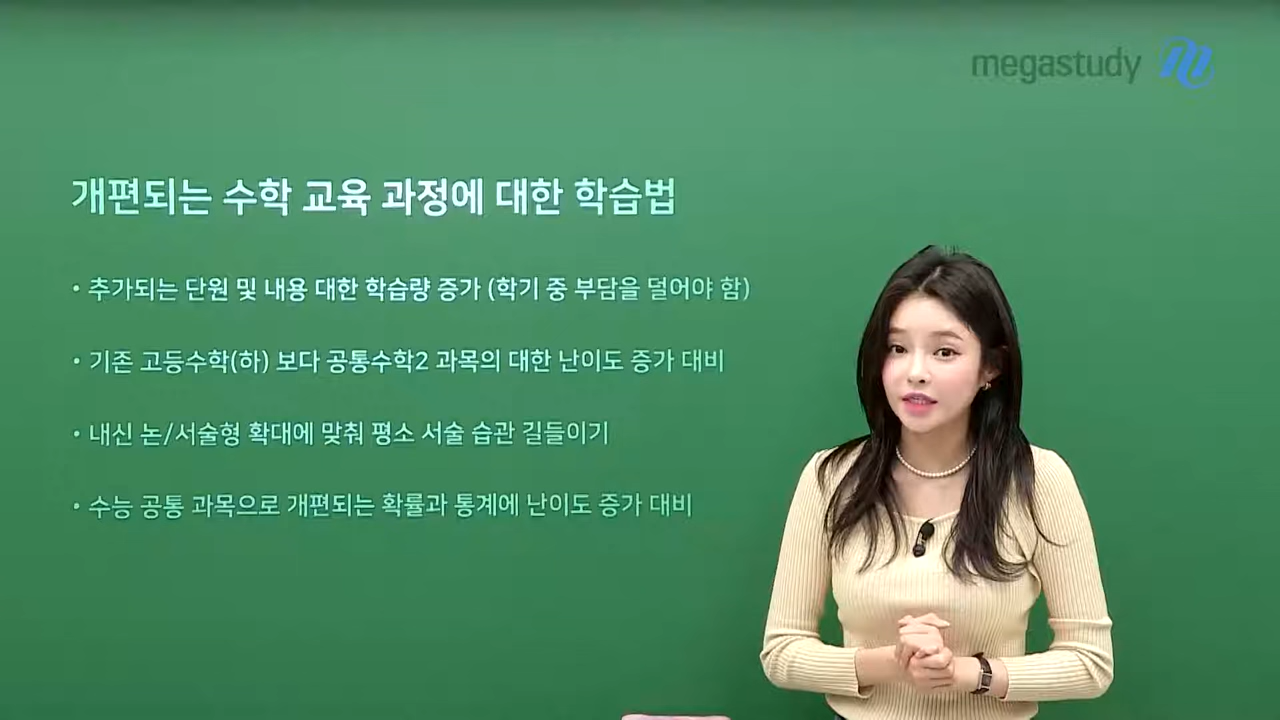 megastudy
개편되는 수학 교육 과정에 대한 학습법
• 추가되는 단원 및 내용 대한 학습량 증가 (학기 중 부담을 덜어야 함)
• 기존 고등수학(하) 보다 공통수학2 과목의 대한 난이도 증가 대비
• 내신 논/서술형 확대에 맞춰 평소 서술 습관 길들이기
• 수능 공통 과목으로 개편되는 확률과 통계에 난이도 증가 대비